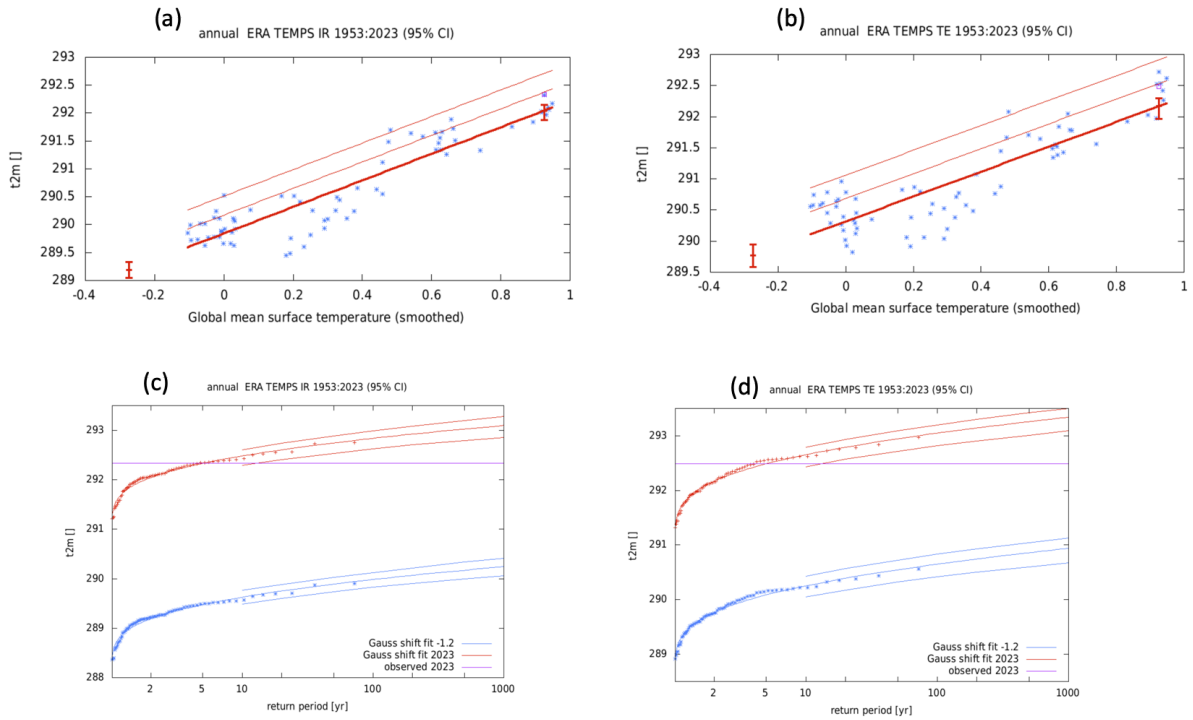 (a)
annual ERA TEMPS IR 1953:2023 (95% CI)
293
292.5
292
291.5
291
290.5
290
289.5
289
t2m []
-0.4 -0.2 0 0.2 0.4 0.6 0.8 1
Global mean surface temperature (smoothed)
(b)
annual ERA TEMPS TE 1953:2023 (95% CI)
293
292.5
292
291.5
291
290.5
290
289.5
t2m []
-0.4 -0.2 0 0.2 0.4 0.6 0.8 1
Global mean surface temperature (smoothed)
(c)
annual ERA TEMPS IR 1953:2023 (95% CI)
293
292
291
290
289
288
t2m []
Gauss shift fit -1.2
Gauss shift fit 2023
observed 2023
2 5 10 100 1000
return period [yr]
(d)
annual ERA TEMPS TE 1953:2023 (95% CI)
293
292
291
290
289
t2m []
Gauss shift fit -1.2
Gauss shift fit 2023
observed 2023
2 5 10 100 1000
return period [yr]